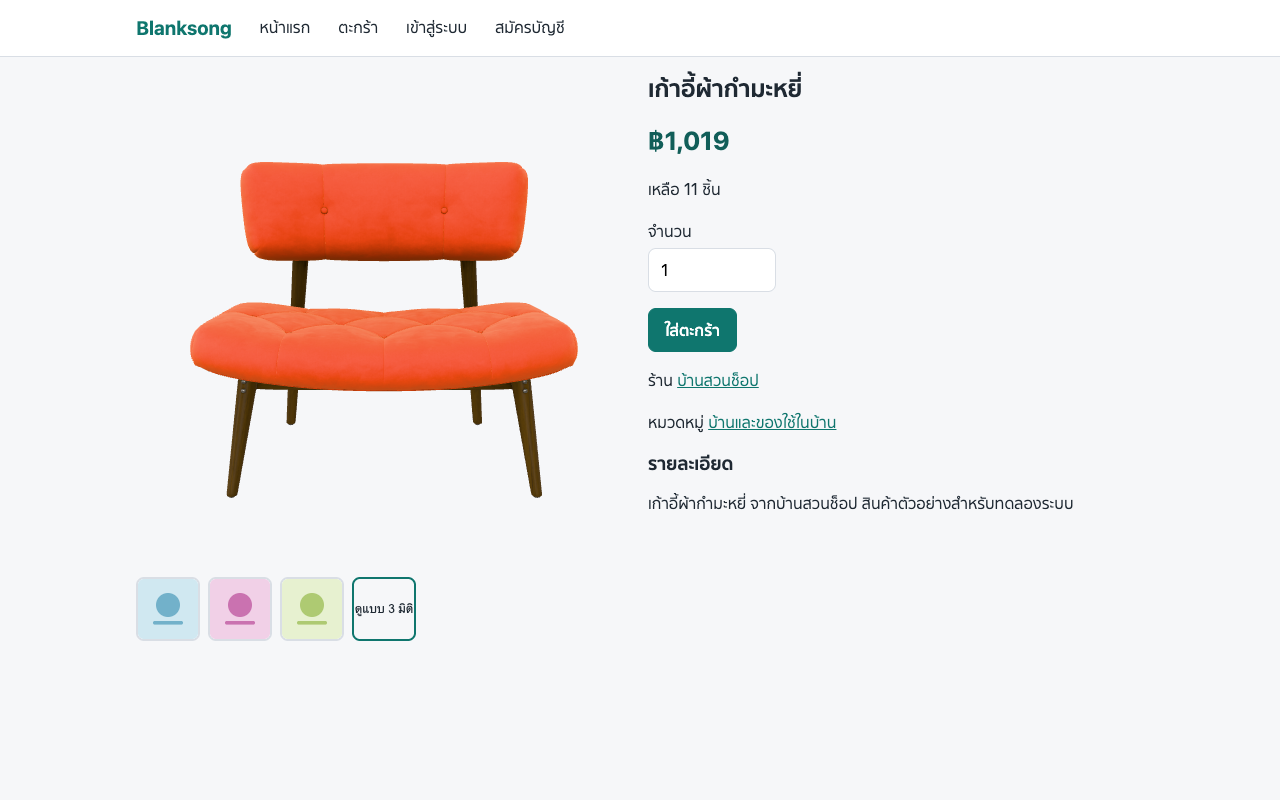 Blanksong หน้าแรก ตะกร้า เข้าสู่ระบบ สมัครบัญชี
เก้าอี้ผ้ากำมะหยี่
฿1,019
เหลือ 11 ชิ้น
จำนวน
1
ใส่ตะกร้า
ร้าน บ้านสวนช็อป
หมวดหมู่ บ้านและของใช้ในบ้าน
รายละเอียด
เก้าอี้ผ้ากำมะหยี่ จากบ้านสวนช็อป สินค้าตัวอย่างสำหรับทดลองระบบ
ดูแบบ 3 มิติ